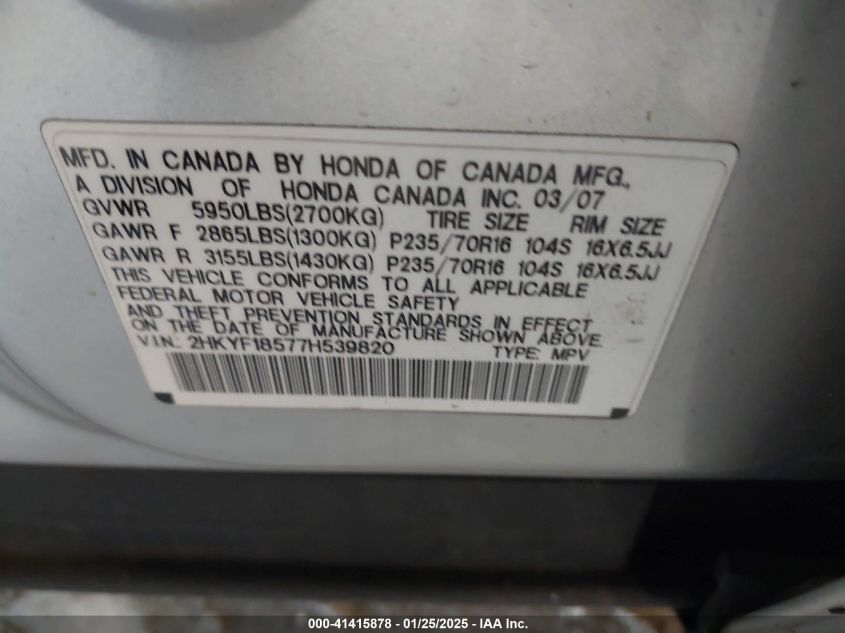 MFD. IN CANADA BY HONDA OF CANADA MFG.,
A DIVISION OF HONDA CANADA INC. 03/07
GVWR 5950LBS(2700KG) TIRE SIZE RIM SIZE
GAWR F 2865LBS(1300KG) P235/70R16 104S 16X6.5JJ
GAWR R 3155LBS(1430KG) P235/70R16 104S 16X6.5JJ
THIS VEHICLE CONFORMS TO ALL APPLICABLE
FEDERAL MOTOR VEHICLE SAFETY
AND THEFT PREVENTION STANDARDS IN EFFECT
ON THE DATE OF MANUFACTURE SHOWN ABOVE.
V.I.N.: 2HKYF18577H539820 TYPE: MPV
000-41415878 - 01/25/2025 - IAA Inc.